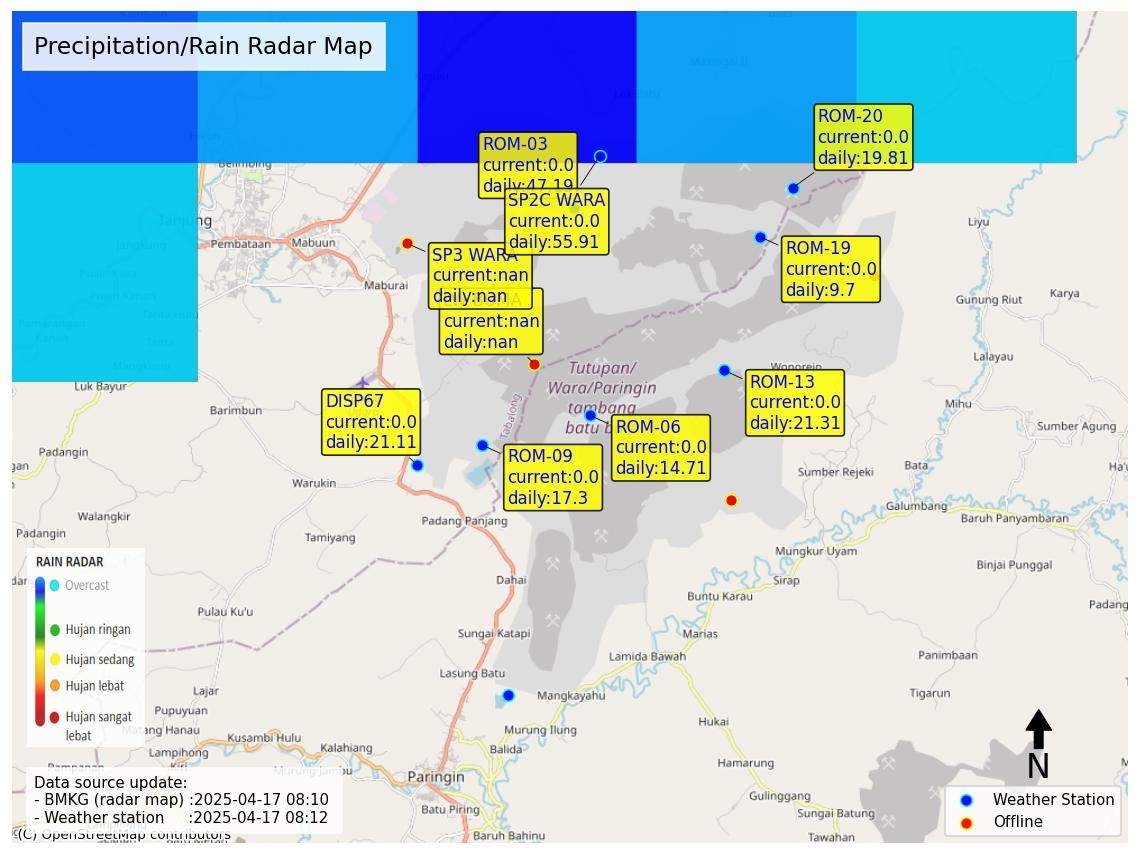 Precipitation/Rain Radar Map
ROM-20
current:0.0
daily:19.81
ROM-03
current:0.0
daily:47.19
SP2C WARA
current:0.0
daily:55.91
ROM-19
current:0.0
daily:9.7
SP3 WARA
current:nan
daily:nan
current:nan
daily:nan
ROM-13
current:0.0
daily:21.31
DISP67
current:0.0
daily:21.11
ROM-06
current:0.0
daily:14.71
ROM-09
current:0.0
daily:17.3
Belimbing
Tanjung
Jangkung
Pembataan
Mabuun
Maburai
Liyu
Gunung Riut
Karya
Lalayau
Wonorejo
Mihu
Sumber Agung
Luk Bayur
Barimbun
Tutupan/
Wara/Paringin
tambang
batu b
Tabalong
Padangin
Warukin
Sumber Rejeki
Bata
Galumbang
Baruh Panyambaran
Walangkir
Padangin
Tamiyang
Padang Panjang
Mungkur Uyam
Binjai Punggal
Dahai
Sirap
Buntu Karau
Padang
Pulau Ku'u
Sungai Katapi
Marias
Lamida Bawah
Panimbaan
Lasung Batu
Lajar
Mangkayahu
Tigarun
Pupuyuan
Matang Hanau
Murung Ilung
Hukai
Lampihong
Kusambi Hulu
Kalahiang
Balida
Hamarung
Murung Jambu
Paringin
Gulinggang
Batu Piring
Sungai Batung
Baruh Bahinu
Tawahan
RAIN RADAR
Overcast
Hujan ringan
Hujan sedang
Hujan lebat
Hujan sangat
lebat
Data source update:
- BMKG (radar map) :2025-04-17 08:10
- Weather station :2025-04-17 08:12
(C) OpenStreetMap contributors
N
Weather Station
Offline